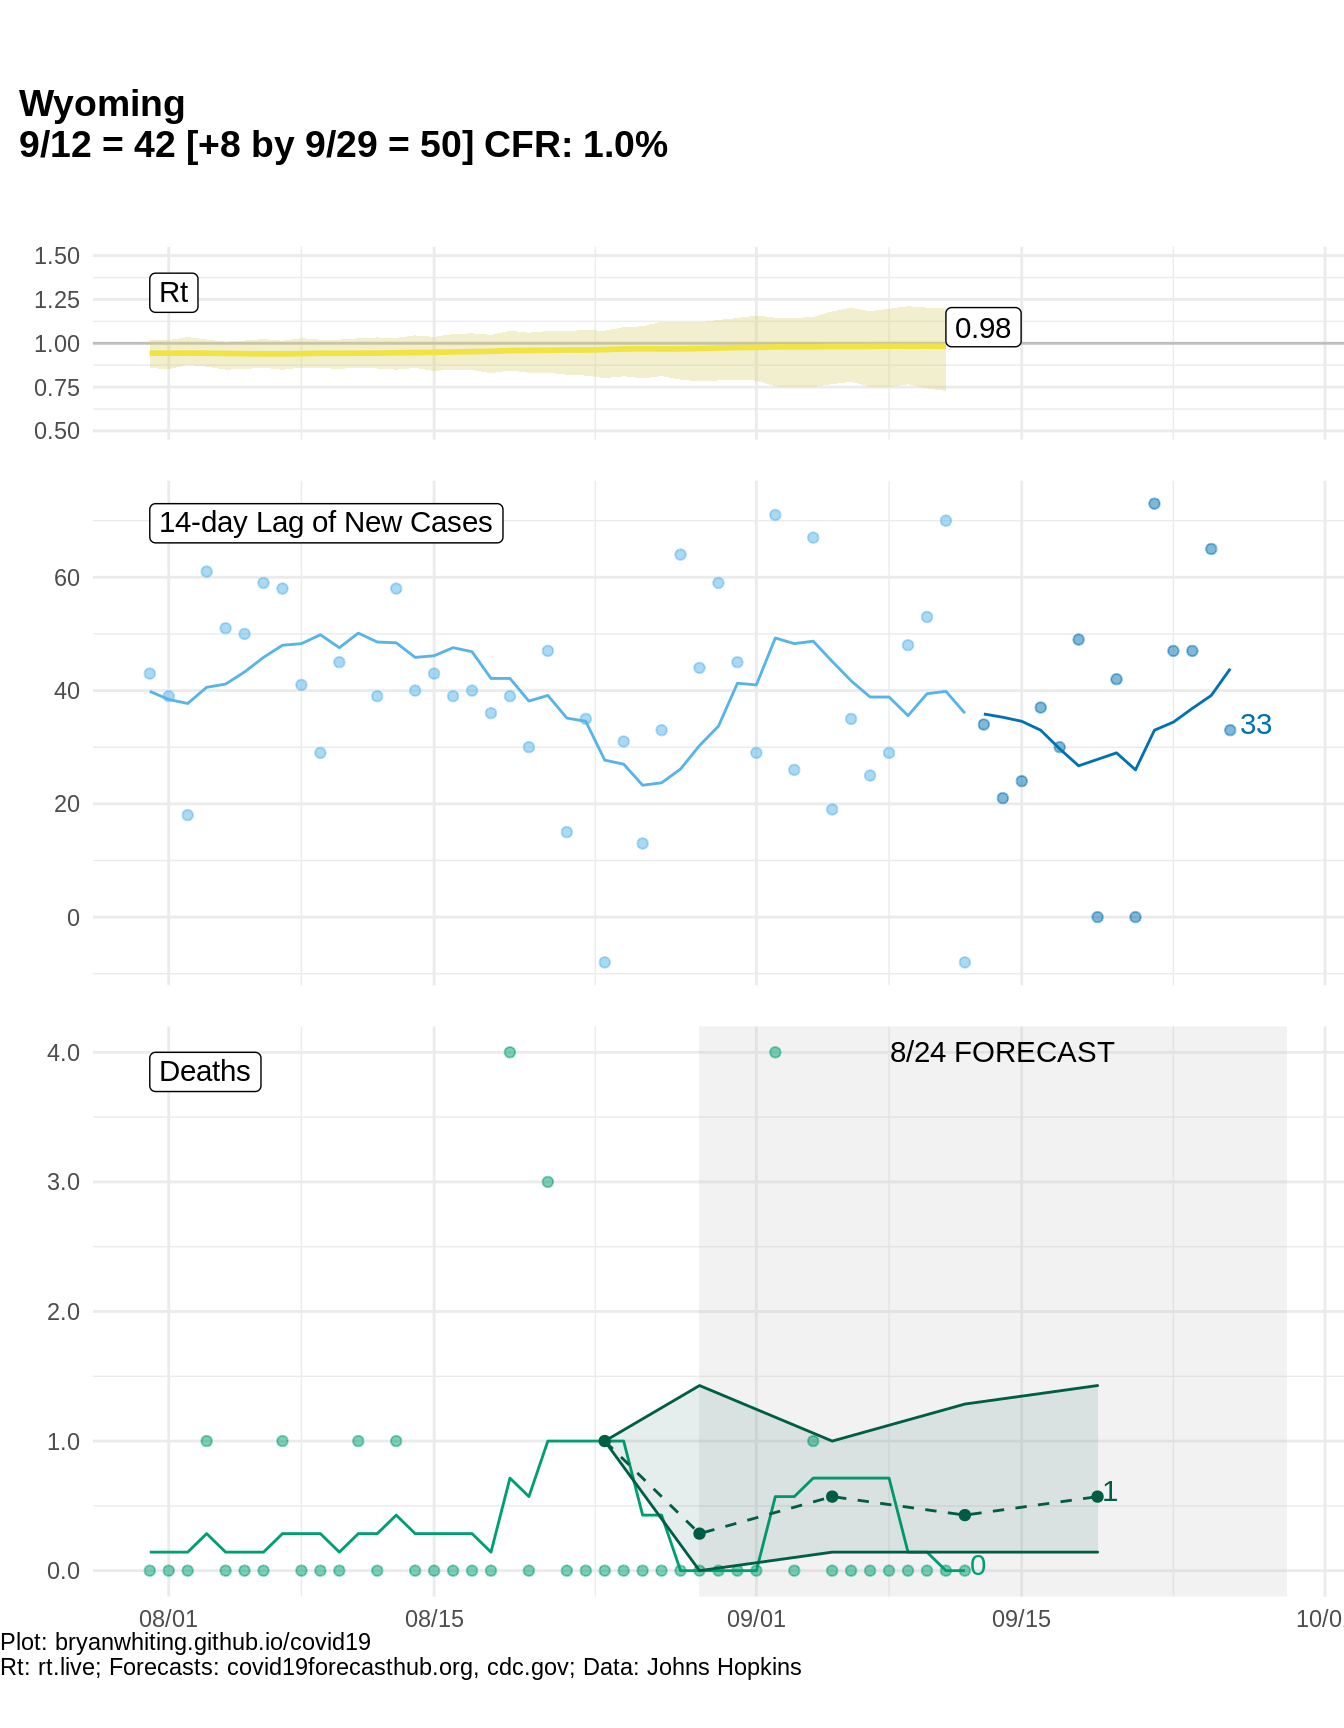 Wyoming
9/12 = 42 [+8 by 9/29 = 50] CFR: 1.0%
1.50
1.25
1.00
0.75
0.50
Rt
0.98
14-day Lag of New Cases
60
40
20
0
33
Deaths
8/24 FORECAST
4.0
3.0
2.0
1.0
0.0
1
0
08/01 08/15 09/01 09/15 10/0
Plot: bryanwhiting.github.io/covid19
Rt: rt.live; Forecasts: covid19forecasthub.org, cdc.gov; Data: Johns Hopkins